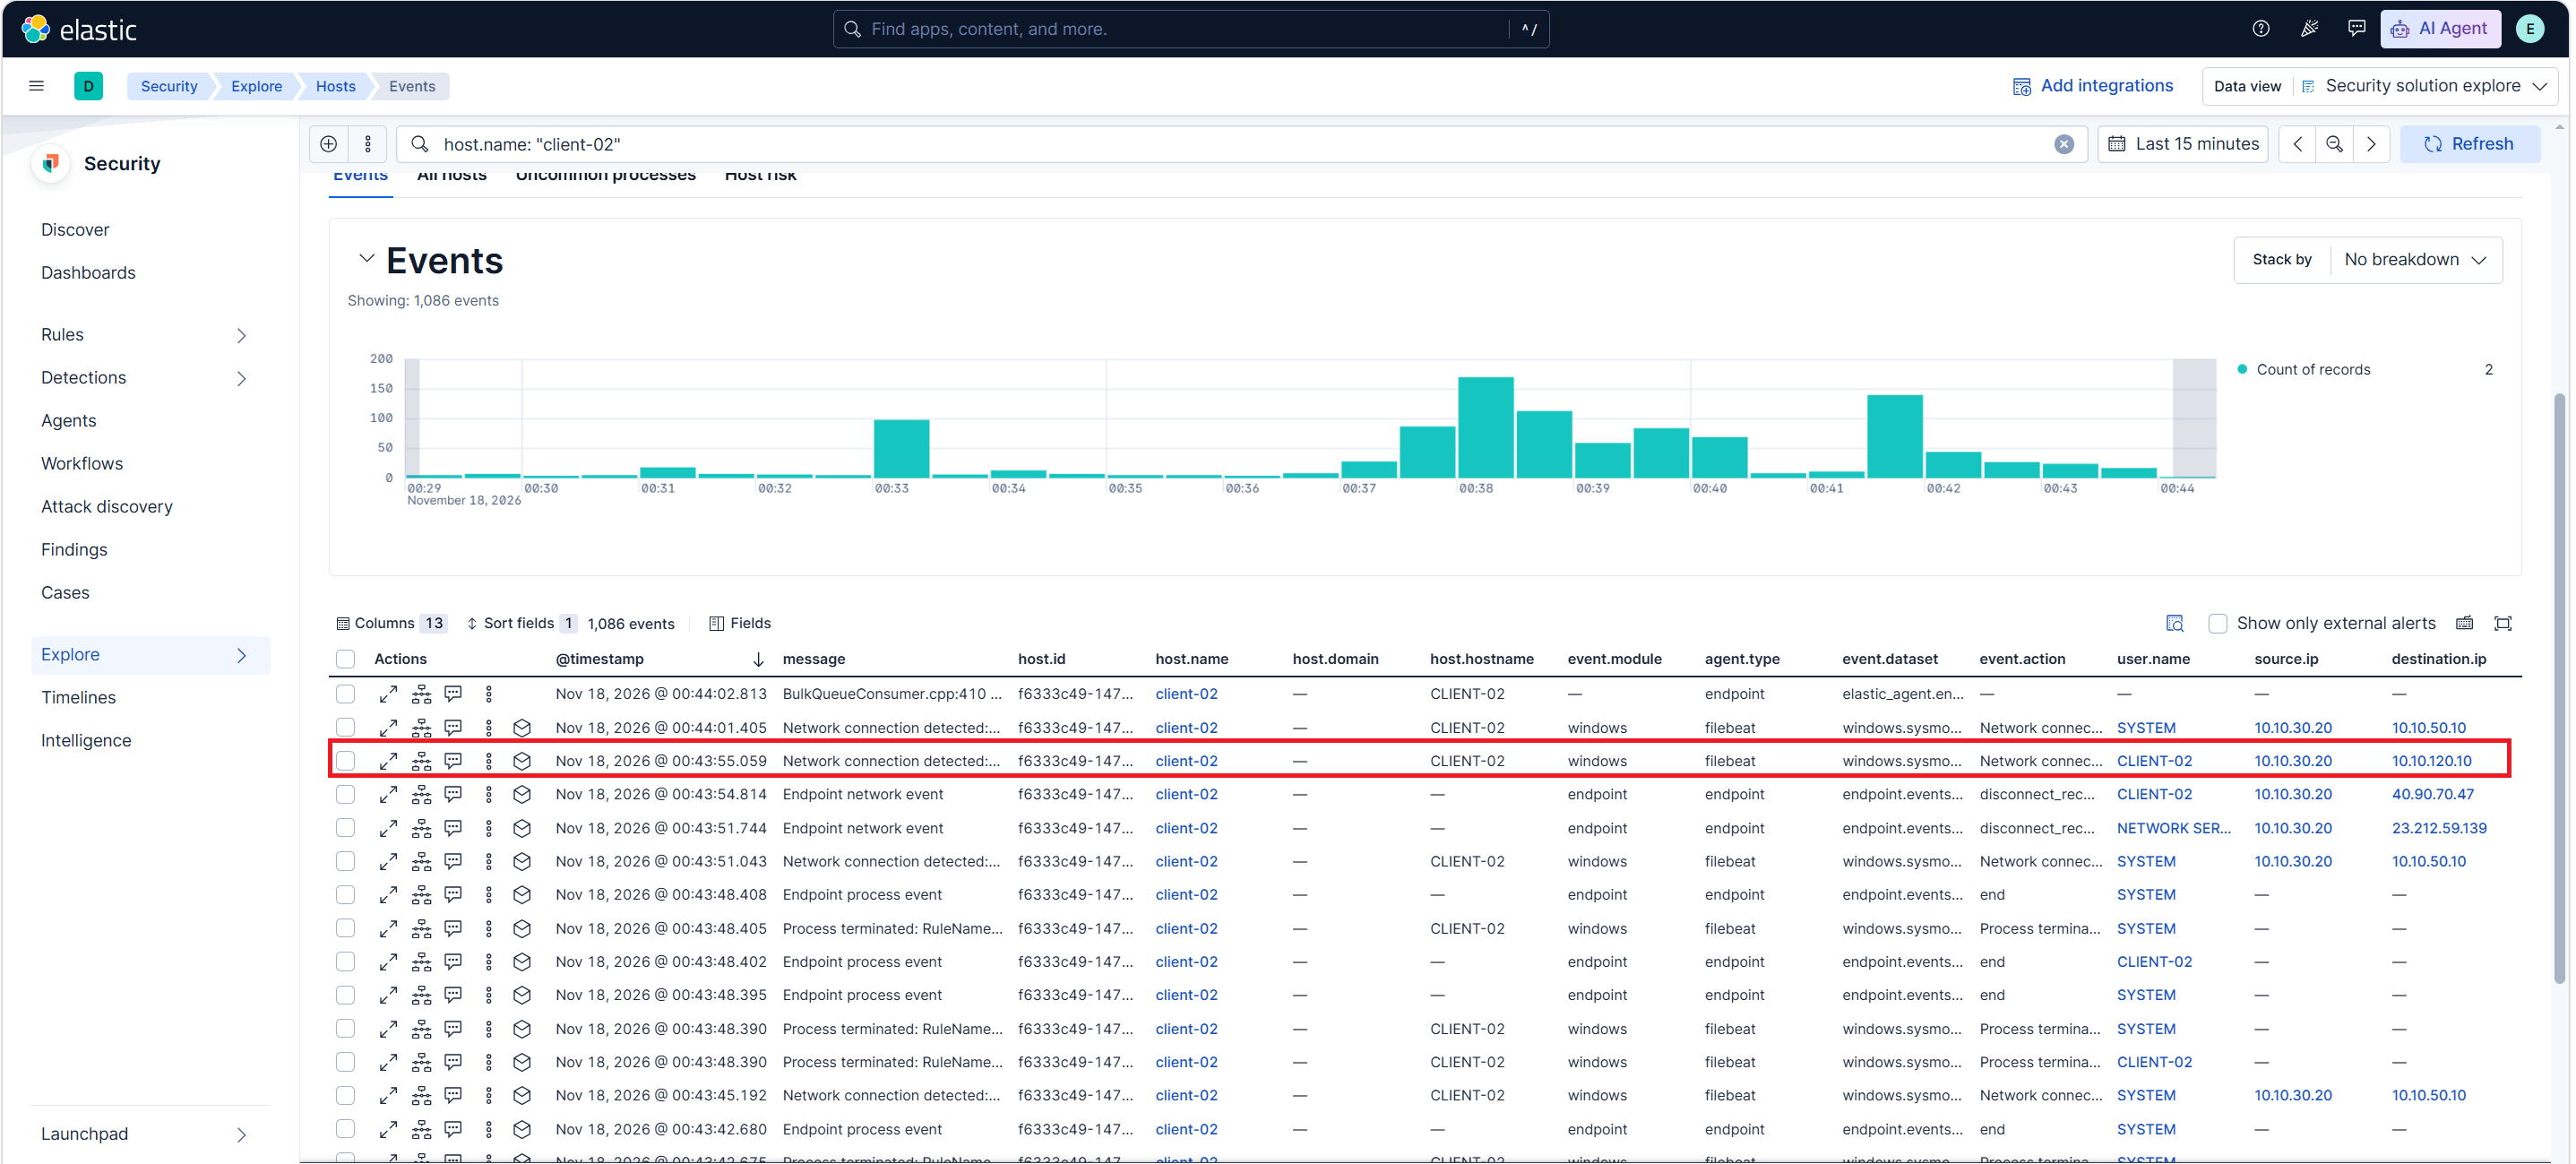 elastic
Find apps, content, and more.
^ /
AI Agent
E
D
Security
Explore
Hosts
Events
Add integrations
Data view
Security solution explore
Security
Discover
Dashboards
Rules
Detections
Agents
Workflows
Attack discovery
Findings
Cases
Explore
Timelines
Intelligence
Launchpad
host.name: "client-02"
Last 15 minutes
Refresh
Events All hosts Uncommon processes Host risk
Events
Showing: 1,086 events
Stack by
No breakdown
200
150
100
50
0
00:29 00:30 00:31 00:32 00:33 00:34 00:35 00:36 00:37 00:38 00:39 00:40 00:41 00:42 00:43 00:44
November 18, 2026
Count of records 2
Columns 13 Sort fields 1 1,086 events Fields Show only external alerts
Actions @timestamp message host.id host.name host.domain host.hostname event.module agent.type event.dataset event.action user.name source.ip destination.ip
Nov 18, 2026 @ 00:44:02.813 BulkQueueConsumer.cpp:410 ... f6333c49-147... client-02 — CLIENT-02 — endpoint elastic_agent.en... — — — —
Nov 18, 2026 @ 00:44:01.405 Network connection detected:... f6333c49-147... client-02 — CLIENT-02 windows filebeat windows.sysmo... Network connec... SYSTEM 10.10.30.20 10.10.50.10
Nov 18, 2026 @ 00:43:55.059 Network connection detected:... f6333c49-147... client-02 — CLIENT-02 windows filebeat windows.sysmo... Network connec... CLIENT-02 10.10.30.20 10.10.120.10
Nov 18, 2026 @ 00:43:54.814 Endpoint network event f6333c49-147... client-02 — — endpoint endpoint endpoint.events... disconnect_rec... CLIENT-02 10.10.30.20 40.90.70.47
Nov 18, 2026 @ 00:43:51.744 Endpoint network event f6333c49-147... client-02 — — endpoint endpoint endpoint.events... disconnect_rec... NETWORK SER... 10.10.30.20 23.212.59.139
Nov 18, 2026 @ 00:43:51.043 Network connection detected:... f6333c49-147... client-02 — CLIENT-02 windows filebeat windows.sysmo... Network connec... SYSTEM 10.10.30.20 10.10.50.10
Nov 18, 2026 @ 00:43:48.408 Endpoint process event f6333c49-147... client-02 — — endpoint endpoint endpoint.events... end SYSTEM — —
Nov 18, 2026 @ 00:43:48.405 Process terminated: RuleName... f6333c49-147... client-02 — CLIENT-02 windows filebeat windows.sysmo... Process termina... SYSTEM — —
Nov 18, 2026 @ 00:43:48.402 Endpoint process event f6333c49-147... client-02 — — endpoint endpoint endpoint.events... end CLIENT-02 — —
Nov 18, 2026 @ 00:43:48.395 Endpoint process event f6333c49-147... client-02 — — endpoint endpoint endpoint.events... end SYSTEM — —
Nov 18, 2026 @ 00:43:48.390 Process terminated: RuleName... f6333c49-147... client-02 — CLIENT-02 windows filebeat windows.sysmo... Process termina... SYSTEM — —
Nov 18, 2026 @ 00:43:48.390 Process terminated: RuleName... f6333c49-147... client-02 — CLIENT-02 windows filebeat windows.sysmo... Process termina... CLIENT-02 — —
Nov 18, 2026 @ 00:43:45.192 Network connection detected:... f6333c49-147... client-02 — CLIENT-02 windows filebeat windows.sysmo... Network connec... SYSTEM 10.10.30.20 10.10.50.10
Nov 18, 2026 @ 00:43:42.680 Endpoint process event f6333c49-147... client-02 — — endpoint endpoint endpoint.events... end SYSTEM — —